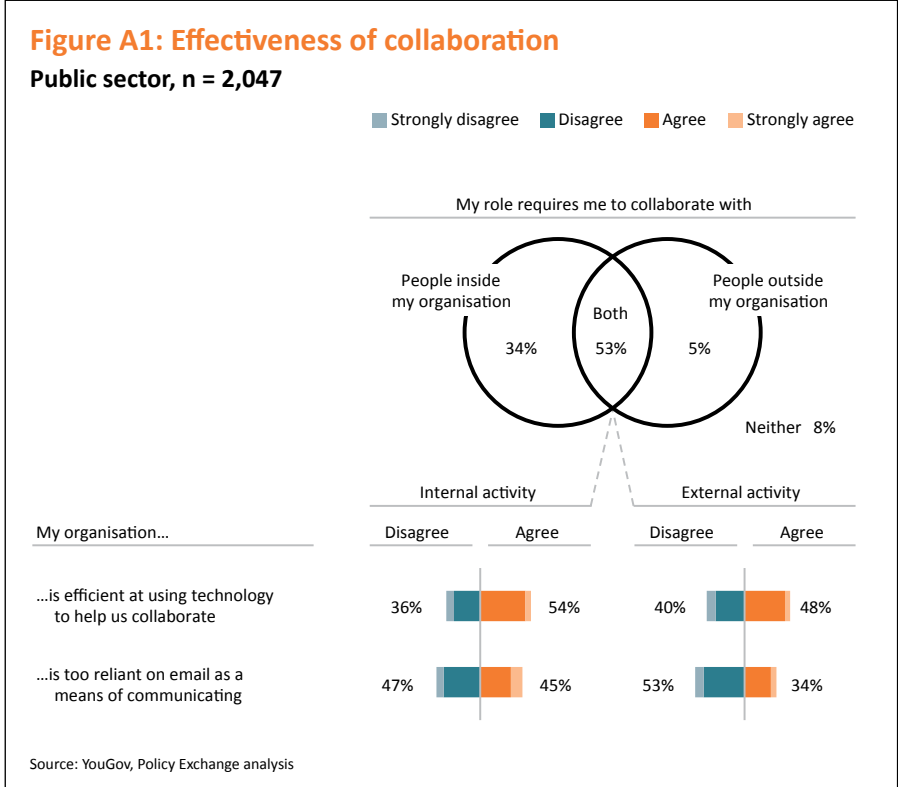 Figure A1: Effectiveness of collaboration
Public sector, n = 2,047
Strongly disagree Disagree Agree Strongly agree
My role requires me to collaborate with
People inside
my organisation
People outside
my organisation
Both
34% 53% 5%
Neither 8%
Internal activity External activity
My organisation... Disagree Agree Disagree Agree
...is efficient at using technology
to help us collaborate
36% 54% 40% 48%
...is too reliant on email as a
means of communicating
47% 45% 53% 34%
Source: YouGov, Policy Exchange analysis